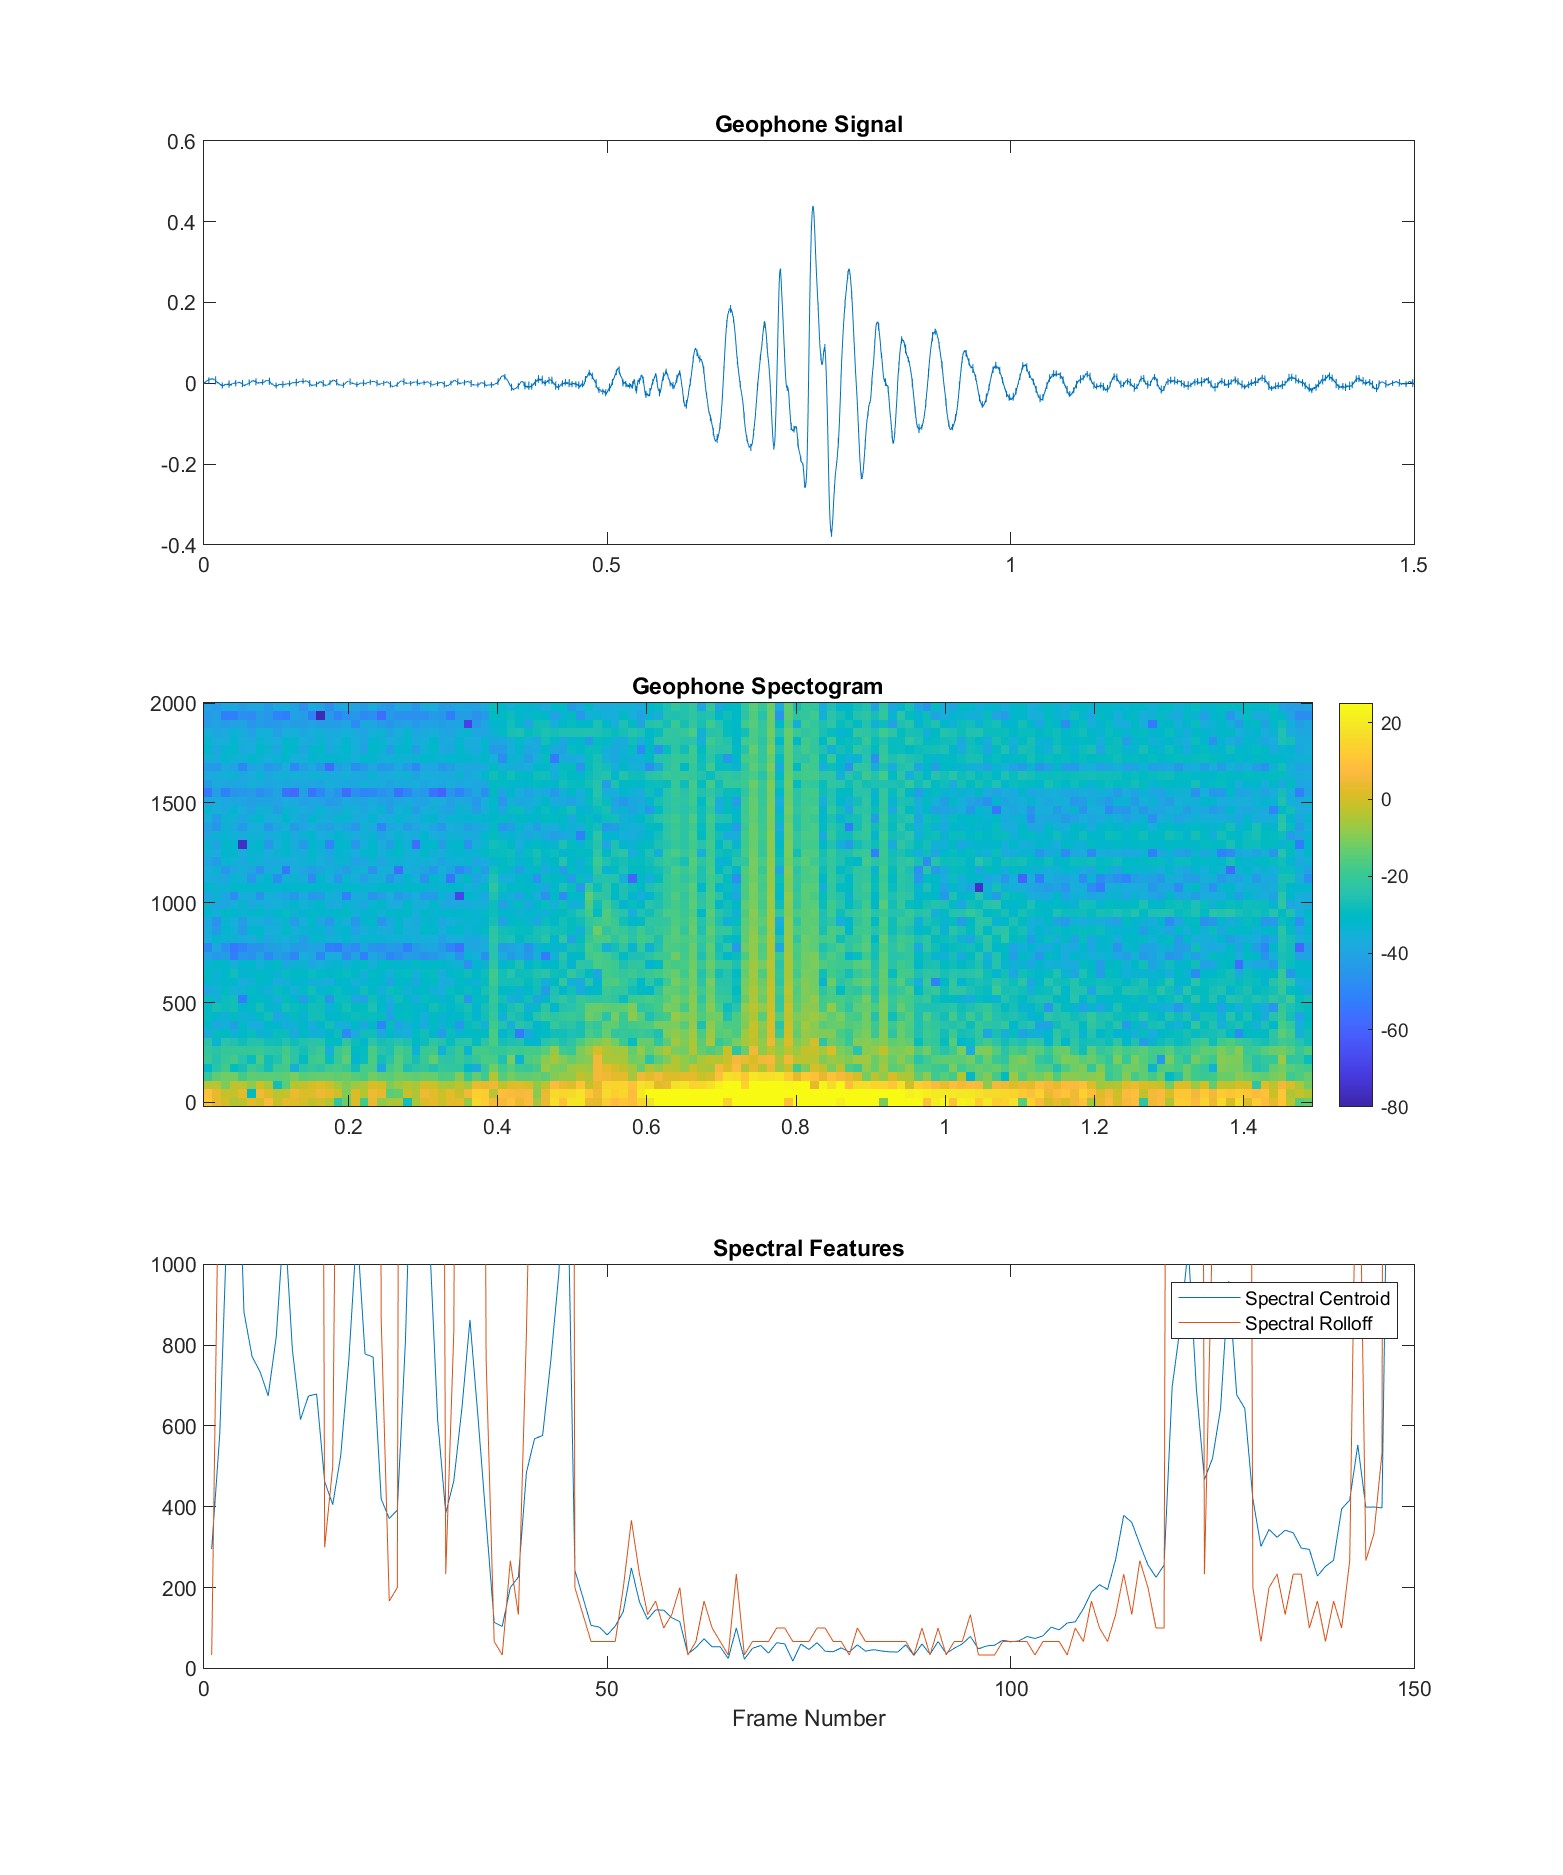 Geophone Signal
0.6
0.4
0.2
0
-0.2
-0.4
0 0.5 1 1.5
Geophone Spectogram
2000
1500
1000
500
0
0.2 0.4 0.6 0.8 1 1.2 1.4
20
0
-20
-40
-60
-80
Spectral Features
1000
800
600
400
200
0
Spectral Centroid
Spectral Rolloff
0 50 100 150
Frame Number